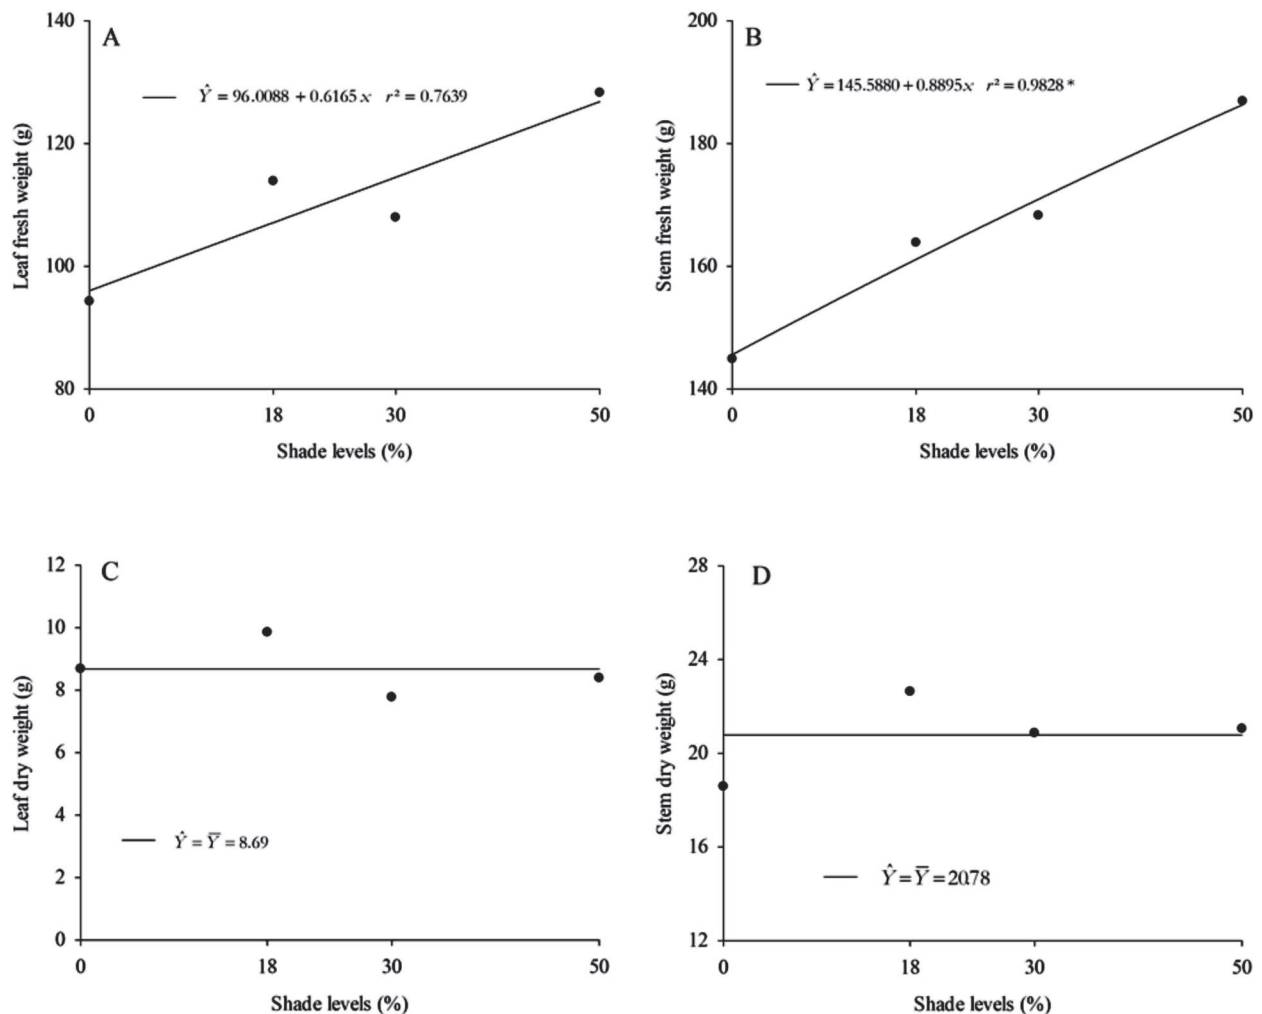 A
Ŷ = 96.0088 + 0.6165 x r² = 0.7639
Leaf fresh weight (g)
140
120
100
80
0 18 30 50
Shade levels (%)
B
Ŷ = 145.5880 + 0.8895x r² = 0.9828 *
Stem fresh weight (g)
200
180
160
140
0 18 30 50
Shade levels (%)
C
Ŷ = Y̅ = 8.69
Leaf dry weight (g)
12
10
8
6
4
2
0
0 18 30 50
Shade levels (%)
D
Ŷ = Y̅ = 20.78
Stem dry weight (g)
28
24
20
16
12
0 18 30 50
Shade levels (%)